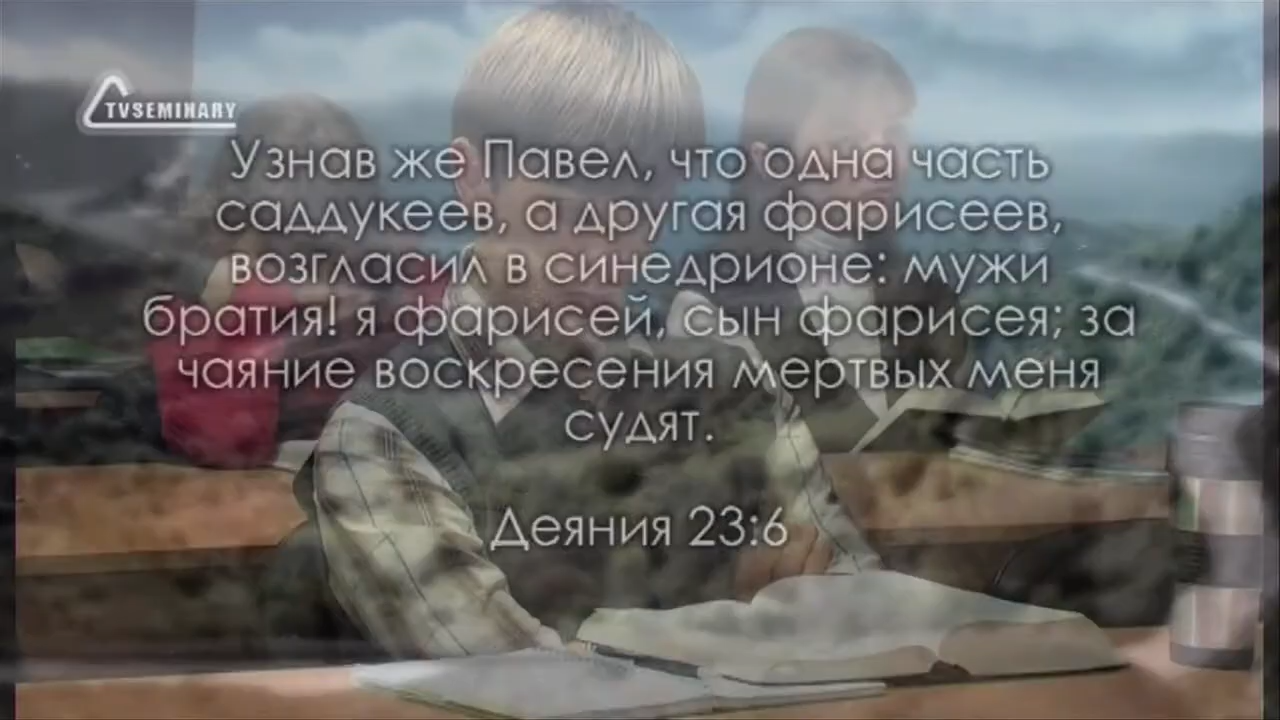 TVSEMINARY
Узнав же Павел, что одна часть
саддукеев, а другая фарисеев,
возгласил в синедрионе: мужи
братия! я фарисей, сын фарисея; за
чаяние воскресения мертвых меня
судят.
Деяния 23:6